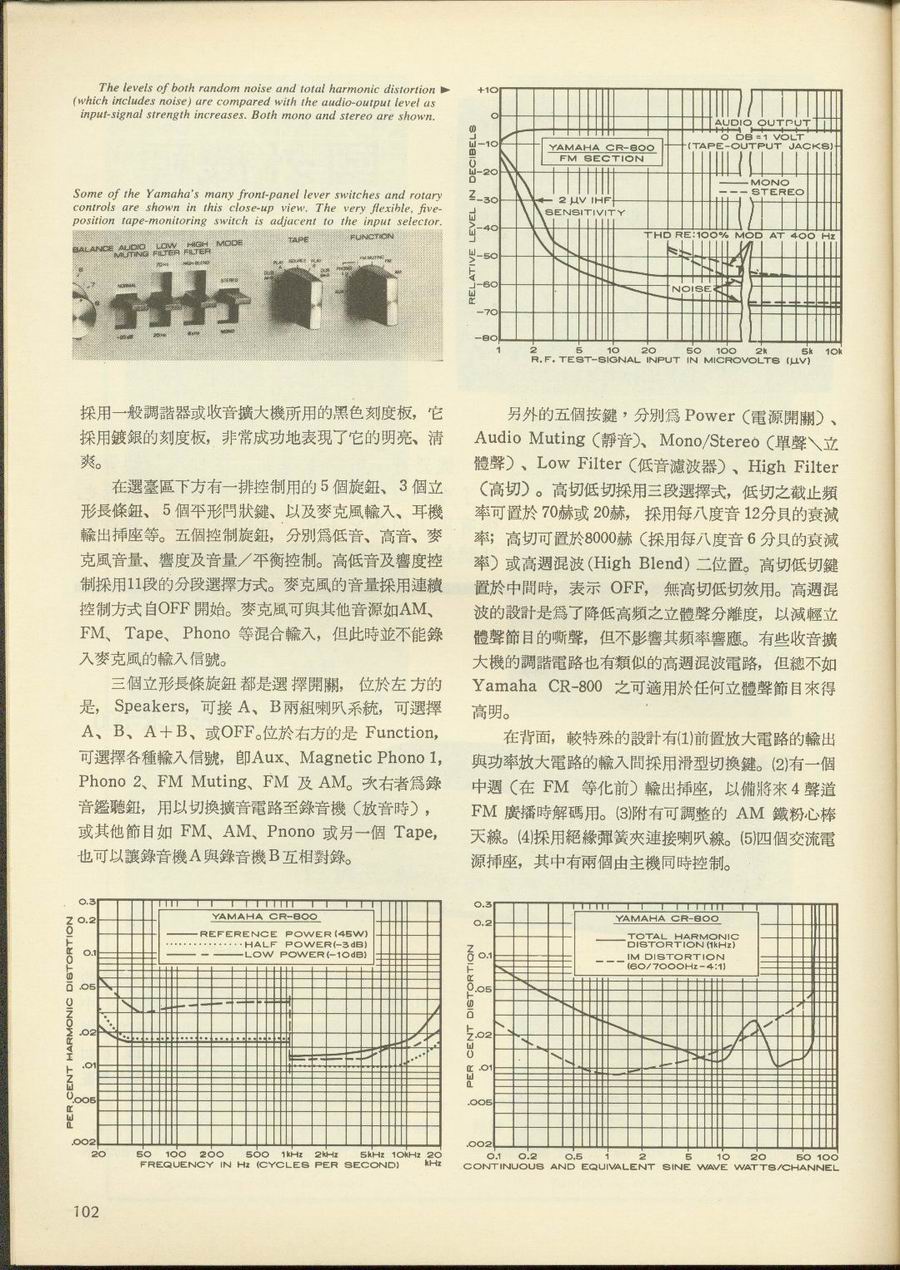 The levels of both random noise and total harmonic distortion ►
(which includes noise) are compared with the audio-output level as
input-signal strength increases. Both mono and stereo are shown.
Some of the Yamaha's many front-panel lever switches and rotary
controls are shown in this close-up view. The very flexible, five-
position tape-monitoring switch is adjacent to the input selector.
BALANCE AUDIO MUTING LOW FILTER HIGH FILTER MODE TAPE FUNCTION
70Hz HIGH BLEND
NORMAL STEREO
-20dB 20Hz 8kHz MONO
PLAY A SOURCE PLAY B
PHONO FM MUTING FM AM
AUX
RELATIVE LEVEL IN DECIBELS
+10
0
-10
-20
-30
-40
-50
-60
-70
-80
AUDIO OUTPUT
0 DB=1 VOLT
(TAPE-OUTPUT JACKS)
YAMAHA CR-800
FM SECTION
MONO
STEREO
2 μV IHF
SENSITIVITY
THD RE:100% MOD AT 400 Hz
NOISE
1 2 5 10 20 50 100 2k 5k 10k
R.F. TEST-SIGNAL INPUT IN MICROVOLTS (μV)
採用一般調諧器或收音擴大機所用的黑色刻度板，它
採用鍍銀的刻度板，非常成功地表現了它的明亮、清
爽。
在選臺區下方有一排控制用的5個旋鈕、3個立
形長條鈕、5個平形凹狀鍵、以及麥克風輸入、耳機
輸出揷座等。五個控制旋鈕，分別爲低音、高音、麥
克風音量、響度及音量／平衡控制。高低音及響度控
制採用11段的分段選擇方式。麥克風的音量採用連續
控制方式自OFF開始。麥克風可與其他音源如AM、
FM、Tape、Phono 等混合輸入，但此時並不能錄
入麥克風的輸入信號。
三個立形長條旋鈕都是選擇開關，位於左方的
是，Speakers，可接A、B兩組喇叭系統，可選擇
A、B、A＋B、或OFF。位於右方的是 Function，
可選擇各種輸入信號，卽Aux、Magnetic Phono 1，
Phono 2、FM Muting、FM 及 AM。次右者爲錄
音鑑聽鈕，用以切換擴音電路至錄音機（放音時），
或其他節目如 FM、AM、Pnono 或另一個 Tape，
也可以讓錄音機A與錄音機B互相對錄。
另外的五個按鍵，分別爲 Power（電源開關）、
Audio Muting（靜音）、Mono/Stereo（單聲＼立
體聲）、Low Filter（低音濾波器）、High Filter
（高切）。高切低切採用三段選擇式，低切之截止頻
率可置於70赫或20赫，採用每八度音12分貝的衰減
率；高切可置於8000赫（採用每八度音6分貝的衰減
率）或高週混波(High Blend) 二位置。高切低切鍵
置於中間時，表示 OFF，無高切低切效用。高週混
波的設計是爲了降低高頻之立體聲分離度，以減輕立
體聲節目的嘶聲，但不影響其頻率響應。有些收音擴
大機的調諧電路也有類似的高週混波電路，但總不如
Yamaha CR-800 之可適用於任何立體聲節目來得
高明。
在背面，較特殊的設計有(1)前置放大電路的輸出
與功率放大電路的輸入間採用滑型切換鍵。(2)有一個
中週（在 FM 等化前）輸出揷座，以備將來4聲道
FM 廣播時解碼用。(3)附有可調整的 AM 鐵粉心棒
天線。(4)採用絕緣彈簧夾連接喇叭線。(5)四個交流電
源揷座，其中有兩個由主機同時控制。
PER CENT HARMONIC DISTORTION
0.3
0.2
0.1
.05
.02
.01
.005
.002
YAMAHA CR-800
REFERENCE POWER (45W)
HALF POWER(-3dB)
LOW POWER(-10dB)
20 50 100 200 500 1kHz 2kHz 5kHz 10kHz 20 kHz
FREQUENCY IN Hz (CYCLES PER SECOND)
PER CENT DISTORTION
0.3
0.2
0.1
.05
.02
.01
.005
.002
YAMAHA CR-800
TOTAL HARMONIC
DISTORTION (1kHz)
IM DISTORTION
(60/7000Hz-4:1)
0.1 0.2 0.5 1 2 5 10 20 50 100
CONTINUOUS AND EQUIVALENT SINE WAVE WATTS/CHANNEL
102